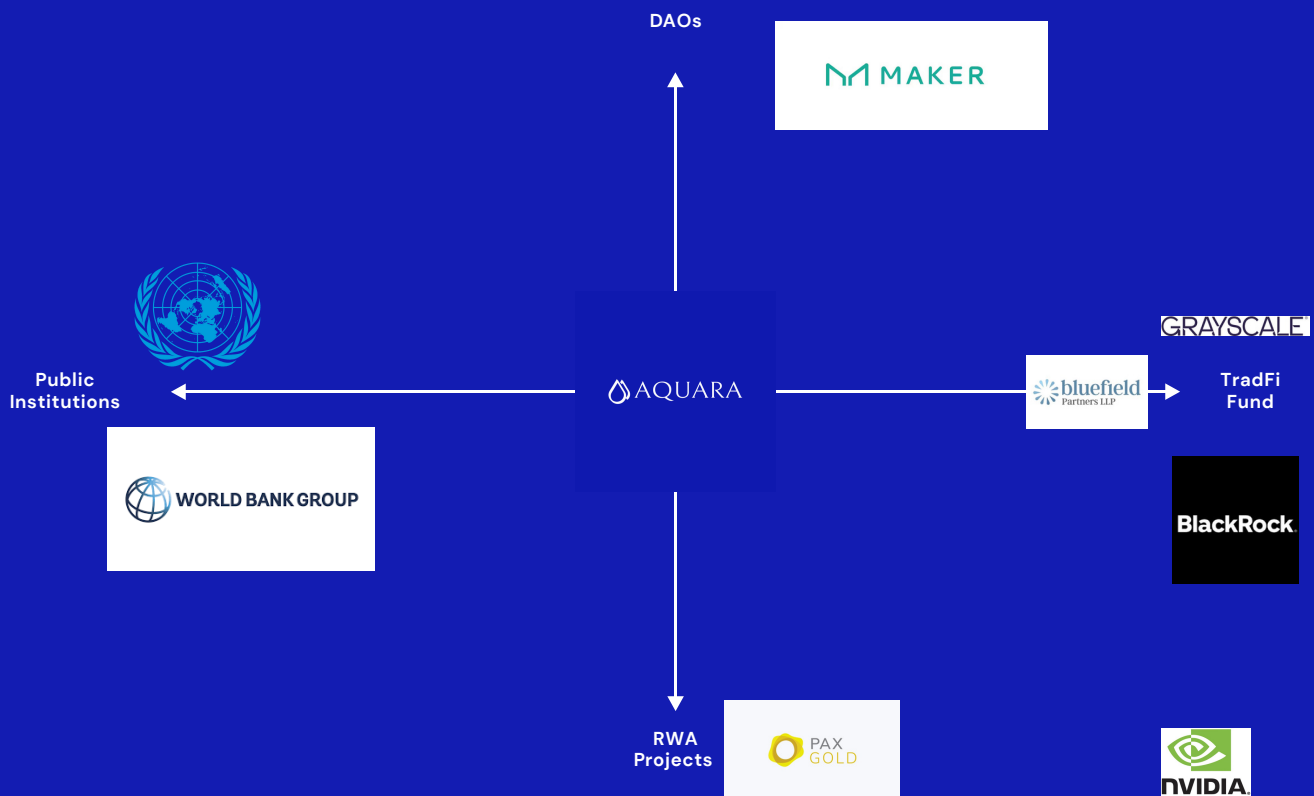 DAOs
MAKER
GRAYSCALE
Public
Institutions
AQUARA
bluefield
Partners LLP
TradFi
Fund
WORLD BANK GROUP
BlackRock.
RWA
Projects
PAX
GOLD
NVIDIA.